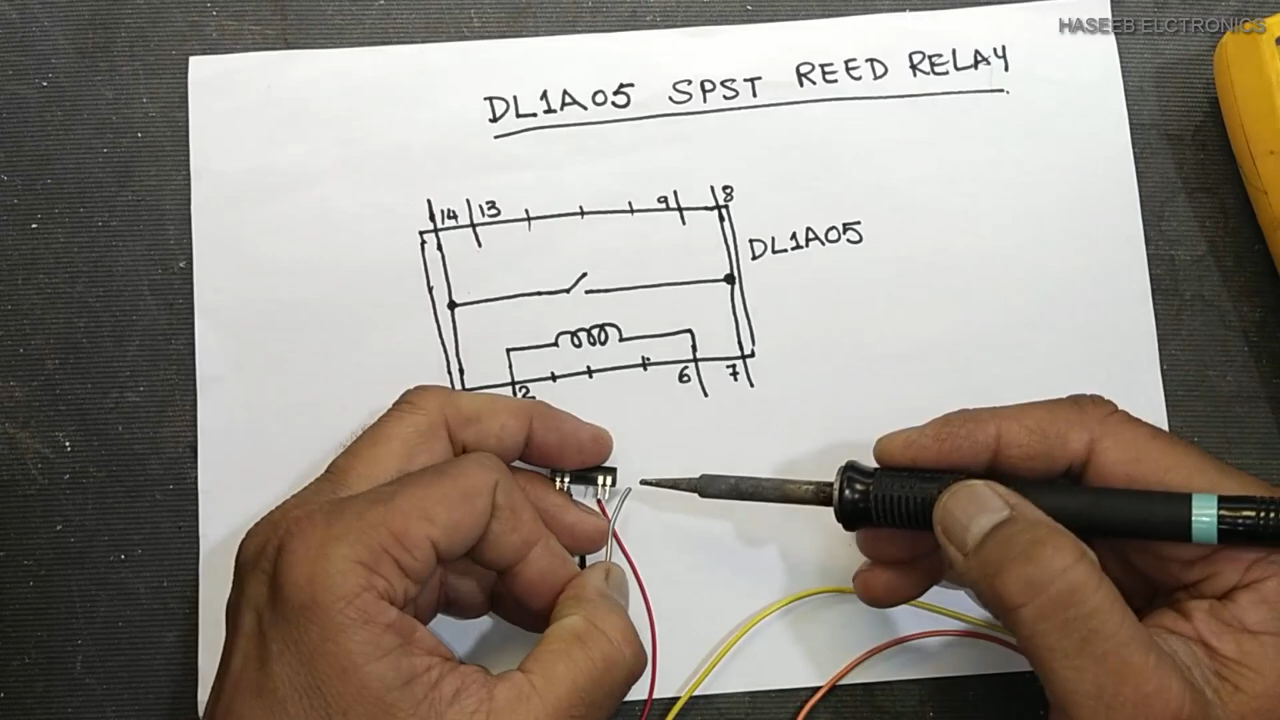 HASEEB ELCTRONICS
DL1A05 SPST REED RELAY
14 13 9 8
DL1A05
2 6 7